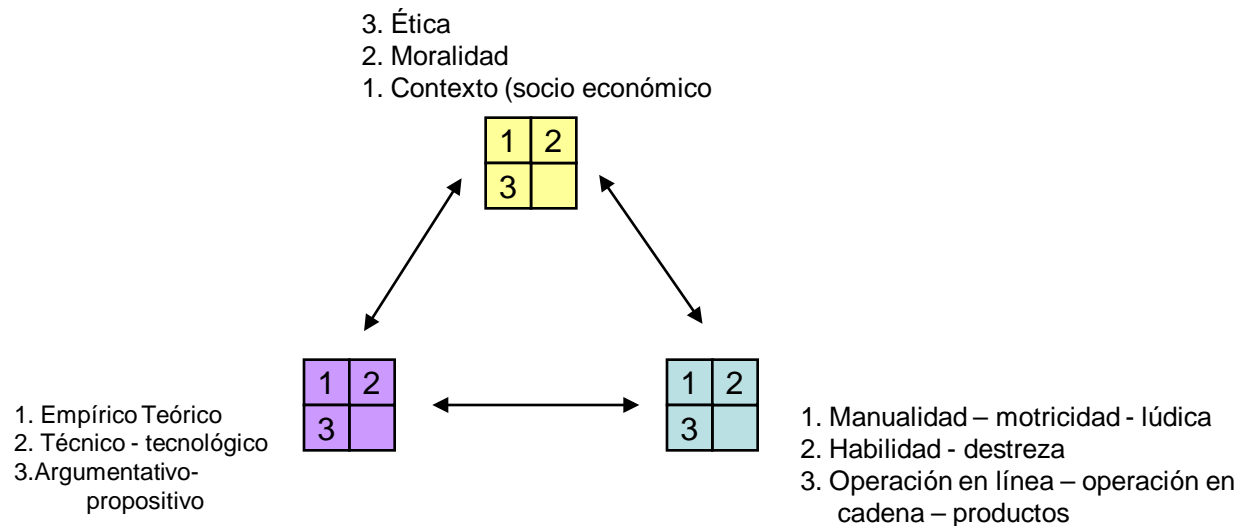 3. Ética
2. Moralidad
1. Contexto (socio económico
1 2
3
1 2
3
1. Empírico Teórico
2. Técnico - tecnológico
3.Argumentativo-
propositivo
1 2
3
1. Manualidad – motricidad - lúdica
2. Habilidad - destreza
3. Operación en línea – operación en
cadena – productos